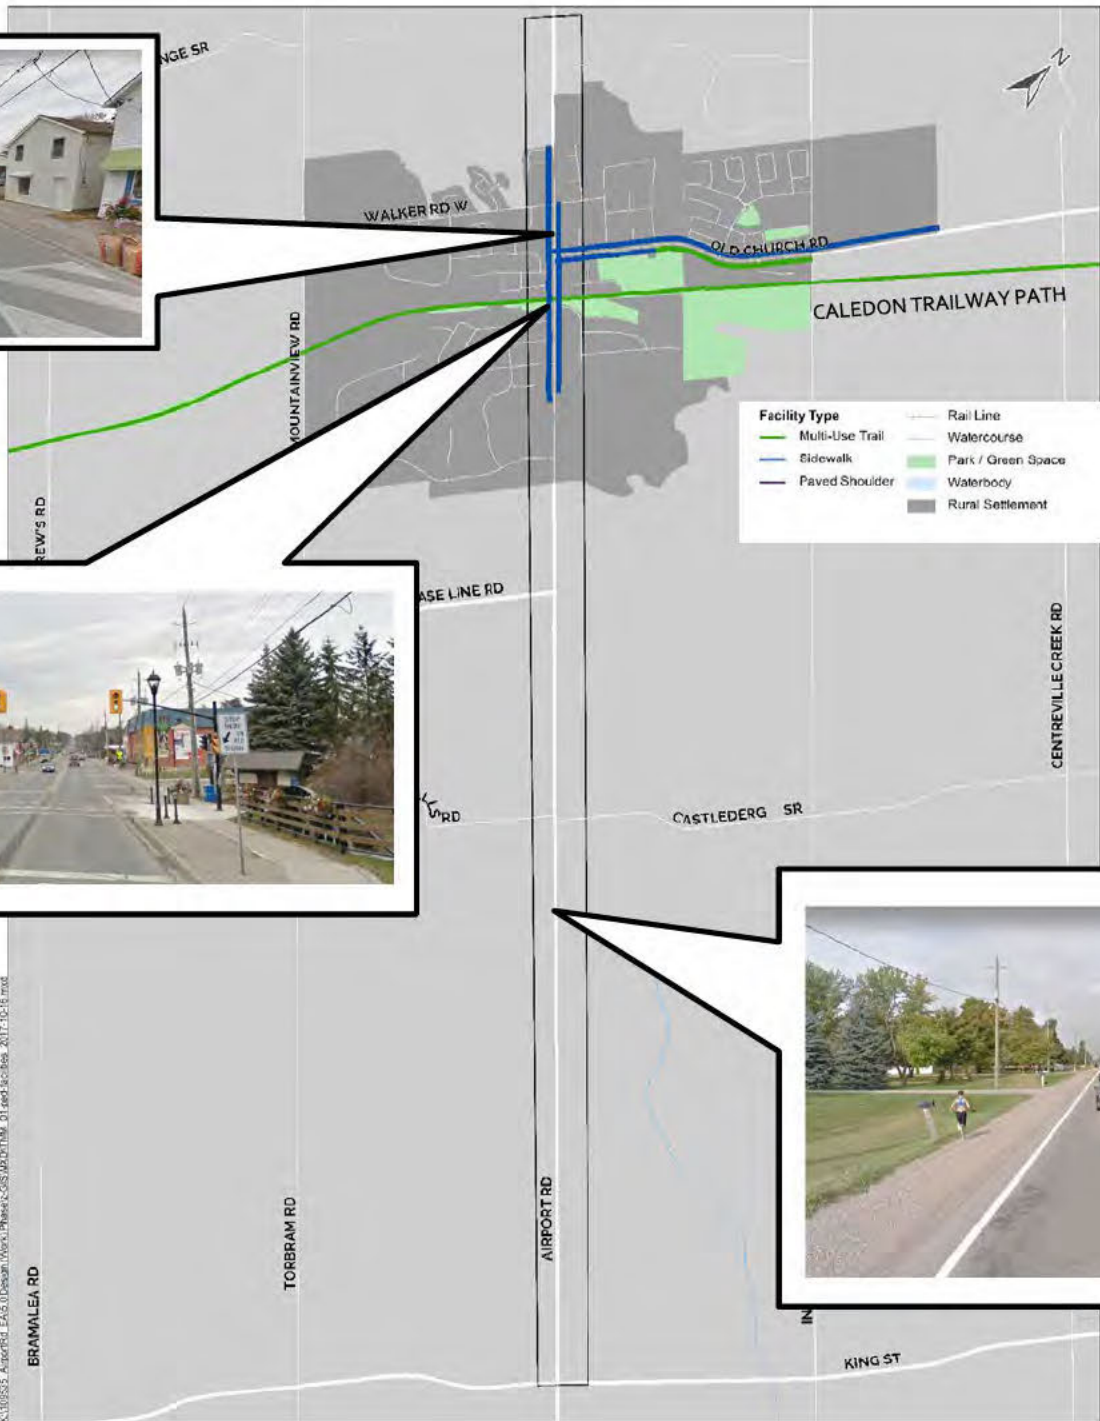 NGE SR
N
WALKER RD W
OLD CHURCH RD
CALEDON TRAILWAY PATH
MOUNTAINVIEW RD
Facility Type
Multi-Use Trail
Sidewalk
Paved Shoulder
Rail Line
Watercourse
Park / Green Space
Waterbody
Rural Settlement
REW'S RD
ASE LINE RD
CENTREVILLE CREEK RD
RD
CASTLEDERG SR
AIRPORT RD
TORBRAM RD
BRAMALEA RD
IN
KING ST